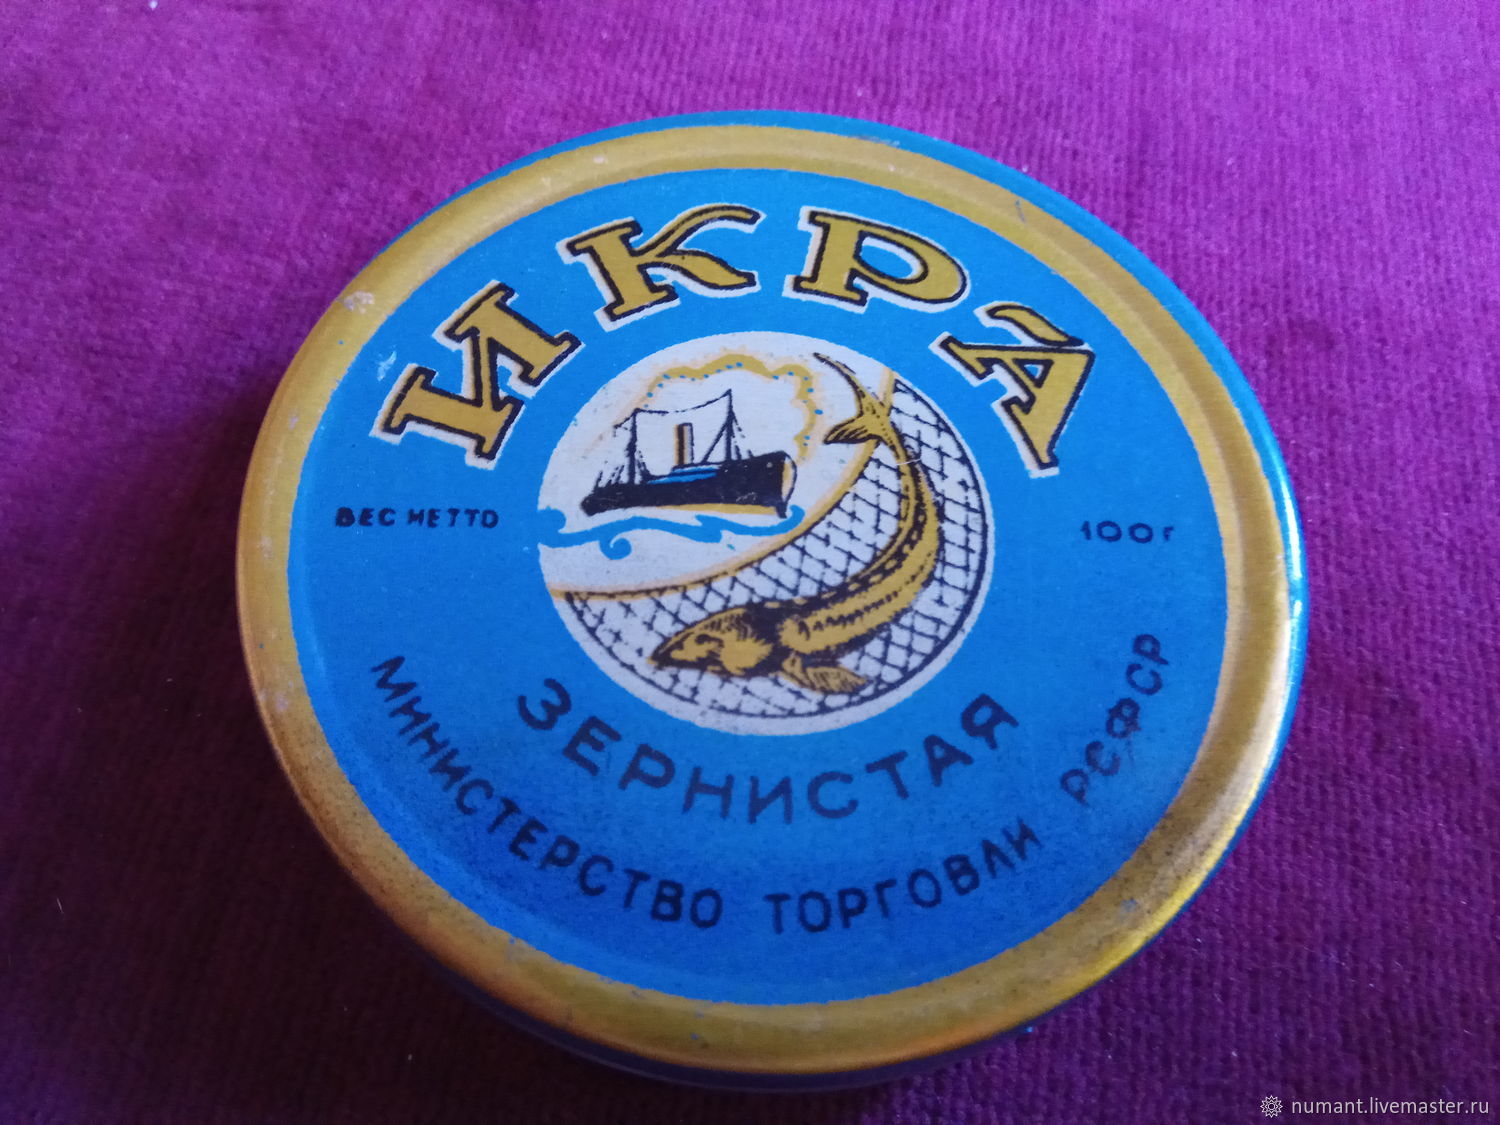 ИКРА́
ВЕС НЕТТО
100г
ЗЕРНИСТАЯ
МИНИСТЕРСТВО ТОРГОВЛИ РСФСР
numant.livemaster.ru